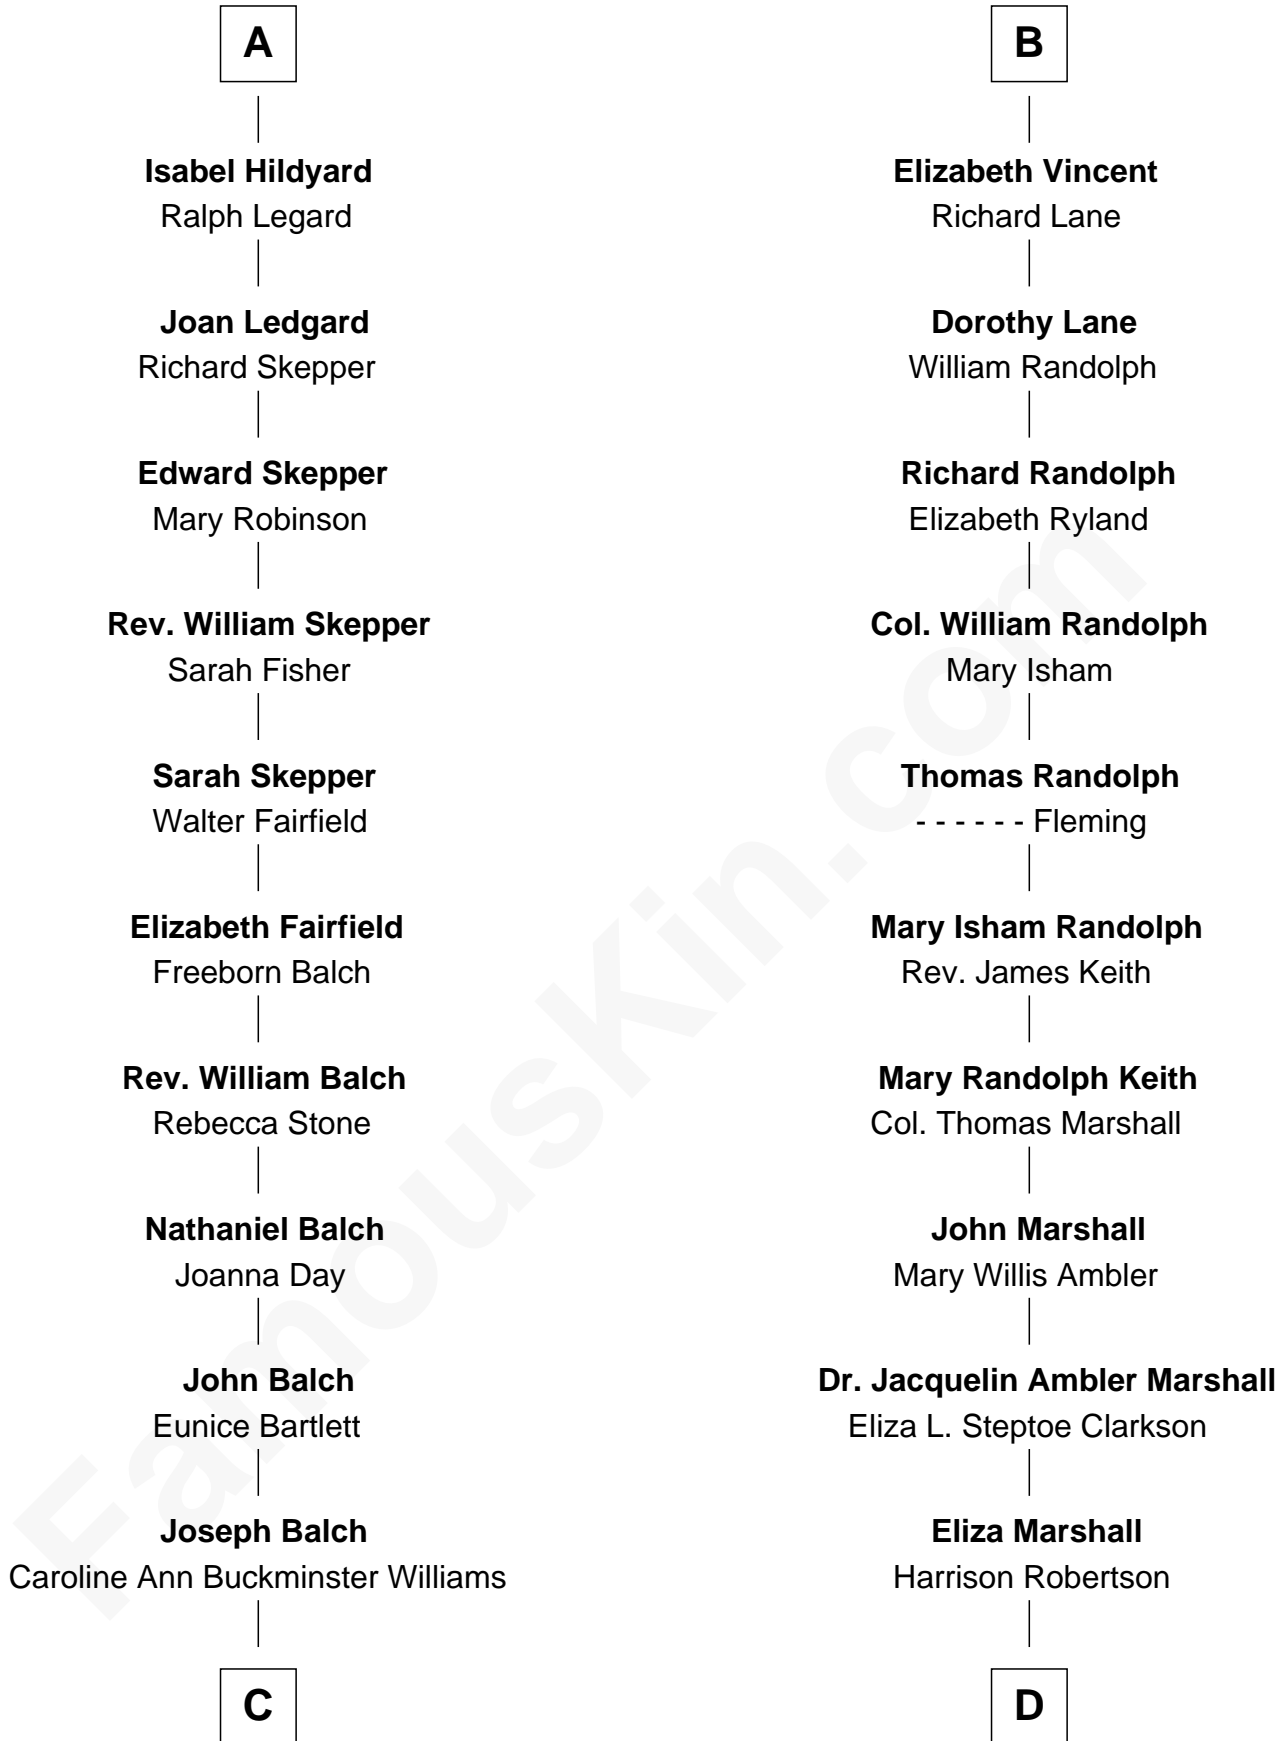 A
Isabel Hildyard
Ralph Legard
Joan Ledgard
Richard Skepper
Edward Skepper
Mary Robinson
Rev. William Skepper
Sarah Fisher
Sarah Skepper
Walter Fairfield
Elizabeth Fairfield
Freeborn Balch
Rev. William Balch
Rebecca Stone
Nathaniel Balch
Joanna Day
John Balch
Eunice Bartlett
Joseph Balch
Caroline Ann Buckminster Williams
C
B
Elizabeth Vincent
Richard Lane
Dorothy Lane
William Randolph
Richard Randolph
Elizabeth Ryland
Col. William Randolph
Mary Isham
Thomas Randolph
- - - - - - Fleming
Mary Isham Randolph
Rev. James Keith
Mary Randolph Keith
Col. Thomas Marshall
John Marshall
Mary Willis Ambler
Dr. Jacquelin Ambler Marshall
Eliza L. Steptoe Clarkson
Eliza Marshall
Harrison Robertson
D
FamousKin.com